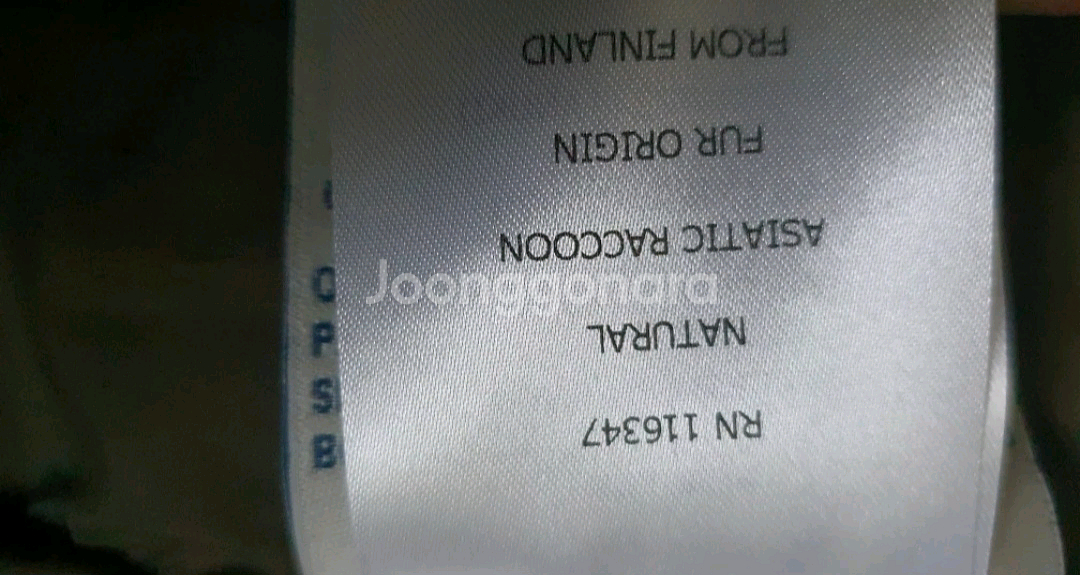 RN 116347
NATURAL
ASIATIC RACCOON
FUR ORIGIN
FROM FINLAND
Joonggonara
P
S
B